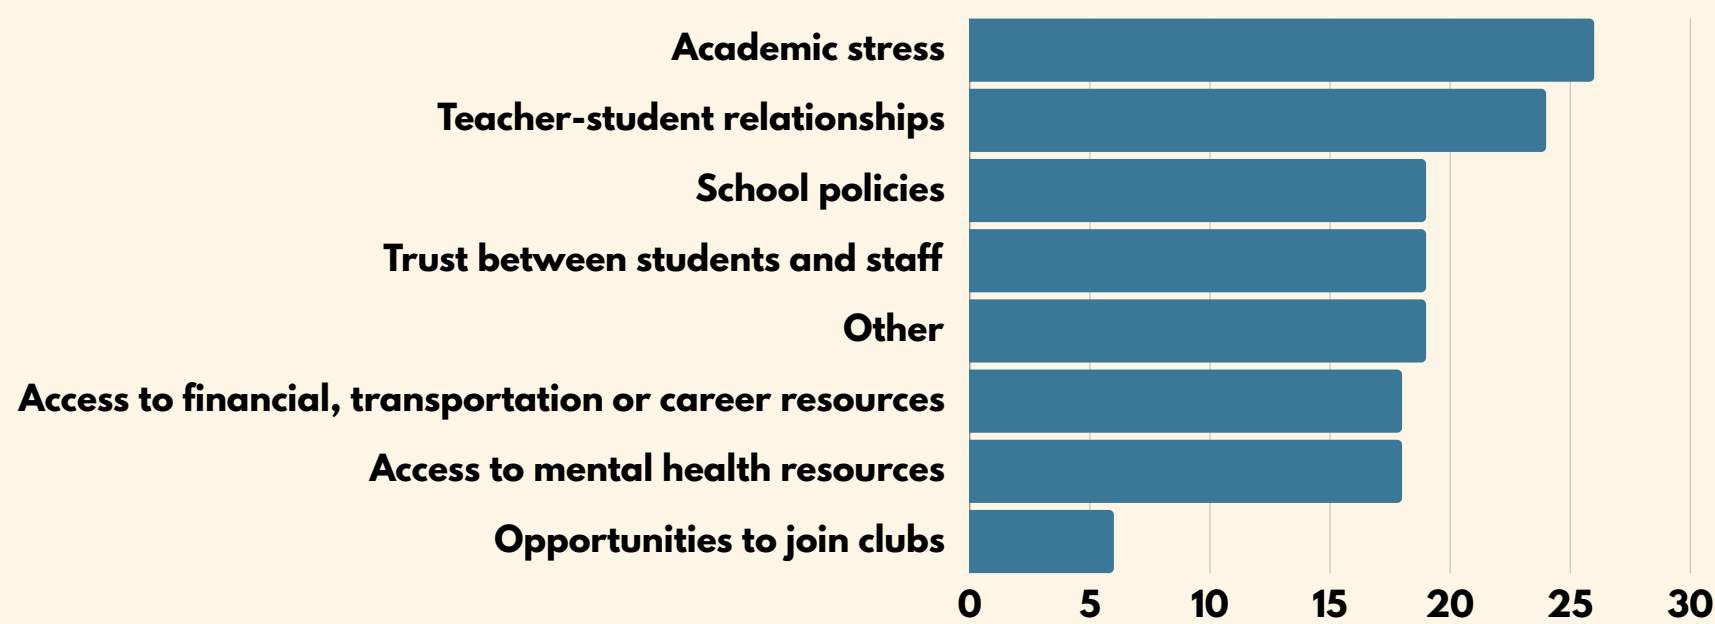 Academic stress
Teacher-student relationships
School policies
Trust between students and staff
Other
Access to financial, transportation or career resources
Access to mental health resources
Opportunities to join clubs
0 5 10 15 20 25 30